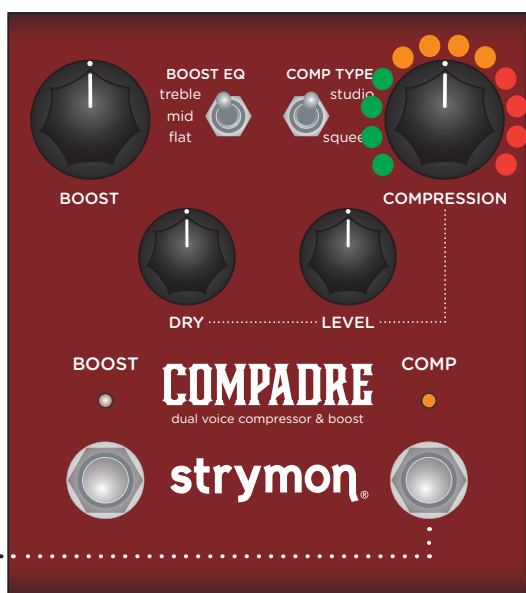 BOOST EQ
COMP TYPE
treble
mid
flat
studio
BOOST
COMPRESSION
DRY
LEVEL
BOOST
COMP
COMPADRE
dual voice compressor & boost
strymon®